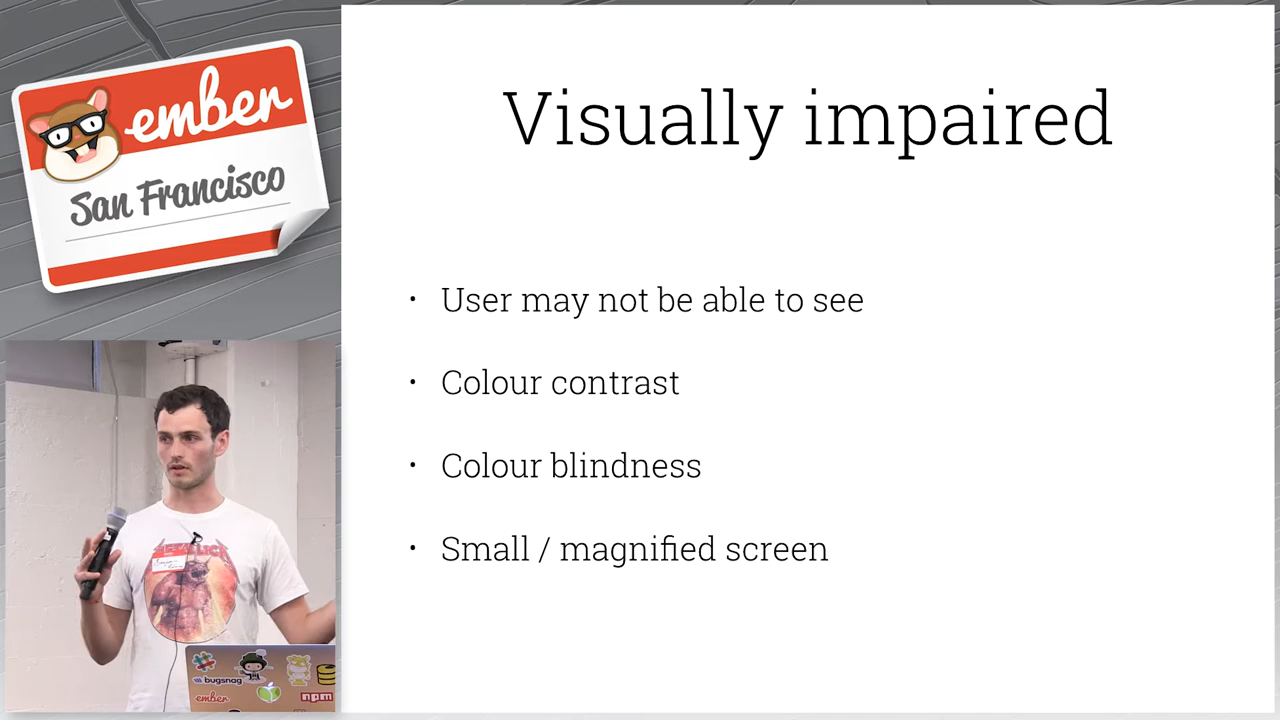 ember
San Francisco
Visually impaired
• User may not be able to see
• Colour contrast
• Colour blindness
• Small / magnified screen
METALLICA
bugsnag
ember
npm